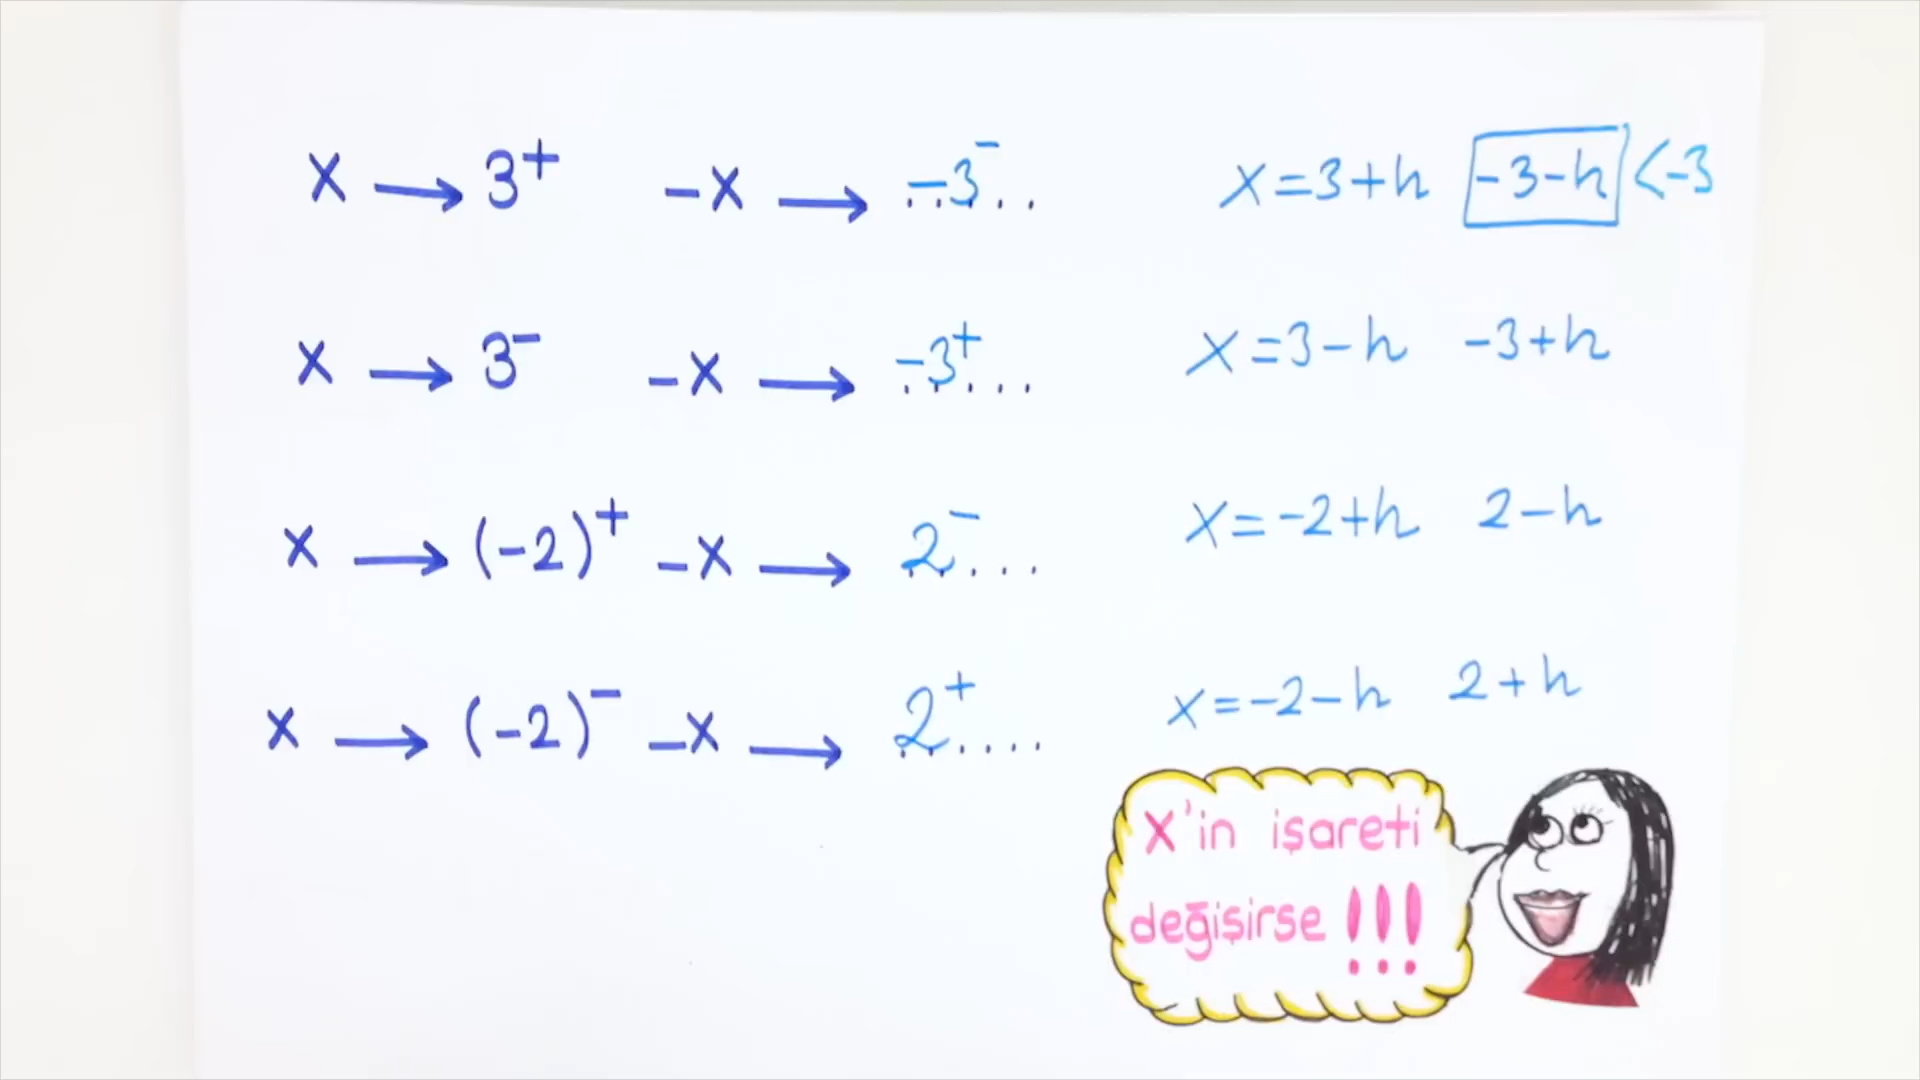 x → 3⁺ -x → -3⁻.... x = 3+h -3-h < -3
x → 3⁻ -x → -3⁺.... x = 3-h -3+h
x → (-2)⁺ -x → 2⁻.... x = -2+h 2-h
x → (-2)⁻ -x → 2⁺.... x = -2-h 2+h
x'in işareti
değişirse !!!